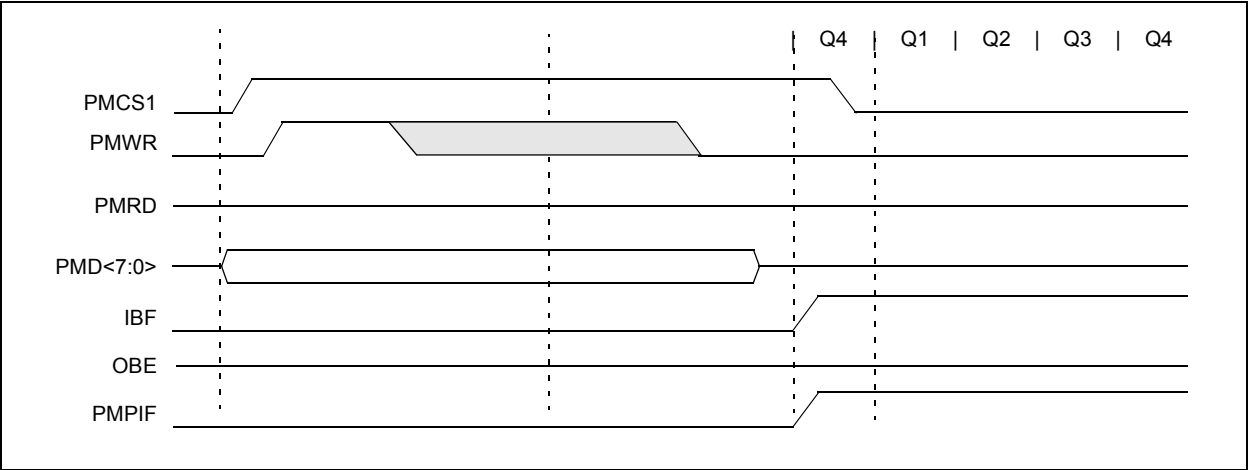 | Q4 | Q1 | Q2 | Q3 | Q4
PMCS1
PMWR
PMRD
PMD<7:0>
IBF
OBE
PMPIF